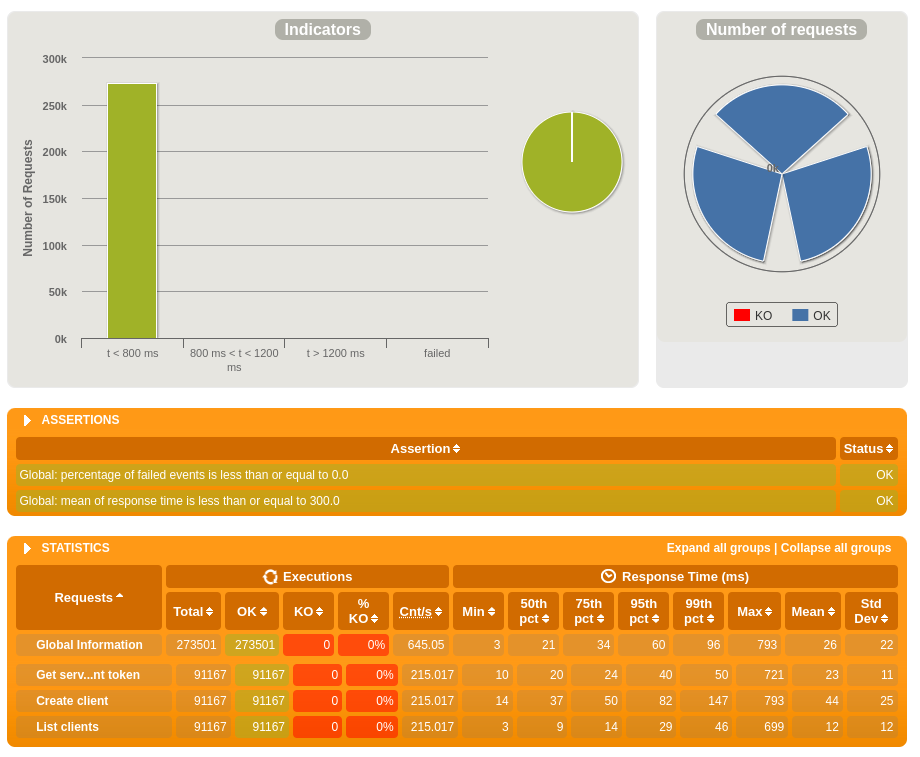 Indicators
300k
250k
200k
150k
100k
50k
0k
Number of Requests
t < 800 ms
800 ms < t < 1200
ms
t > 1200 ms
failed
Number of requests
KO
OK
ASSERTIONS
Assertion Status
Global: percentage of failed events is less than or equal to 0.0 OK
Global: mean of response time is less than or equal to 300.0 OK
STATISTICS Expand all groups | Collapse all groups
Requests Executions Response Time (ms)
Total OK KO % KO Cnt/s Min 50th pct 75th pct 95th pct 99th pct Max Mean Std Dev
Global Information 273501 273501 0 0% 645.05 3 21 34 60 96 793 26 22
Get serv...nt token 91167 91167 0 0% 215.017 10 20 24 40 50 721 23 11
Create client 91167 91167 0 0% 215.017 14 37 50 82 147 793 44 25
List clients 91167 91167 0 0% 215.017 3 9 14 29 46 699 12 12